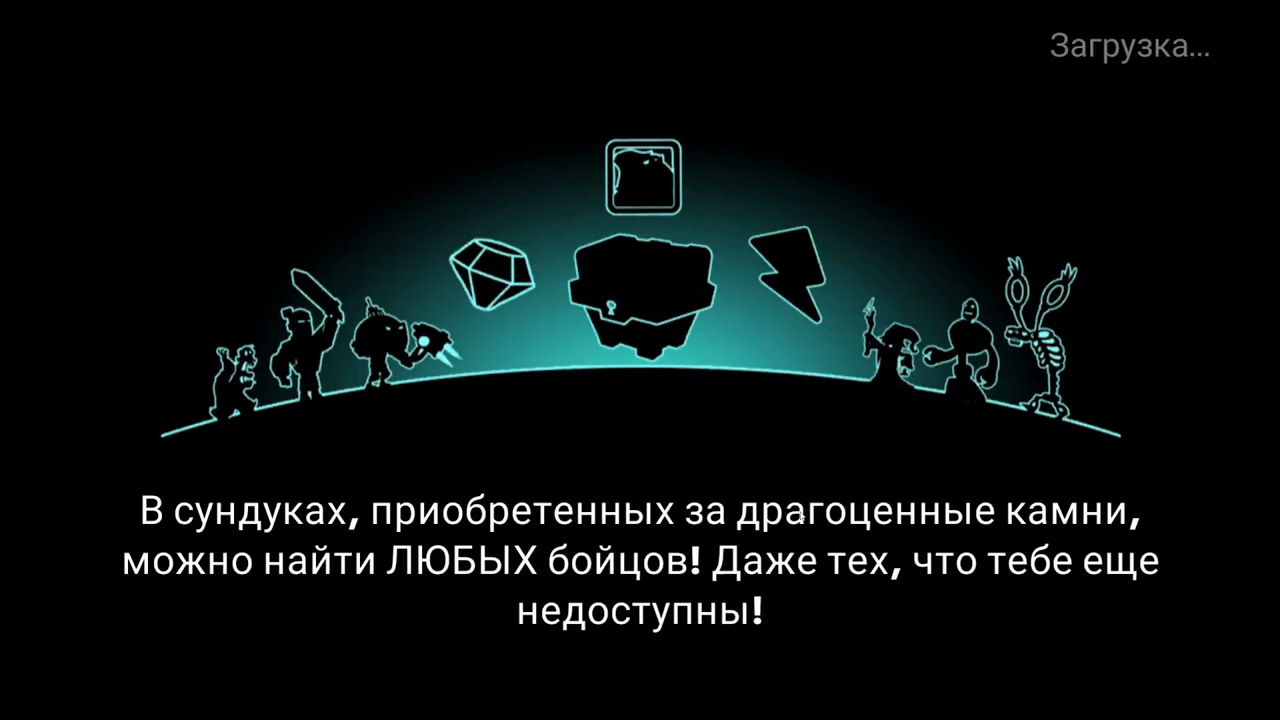 Загрузка...
В сундуках, приобретенных за драгоценные камни,
можно найти ЛЮБЫХ бойцов! Даже тех, что тебе еще
недоступны!